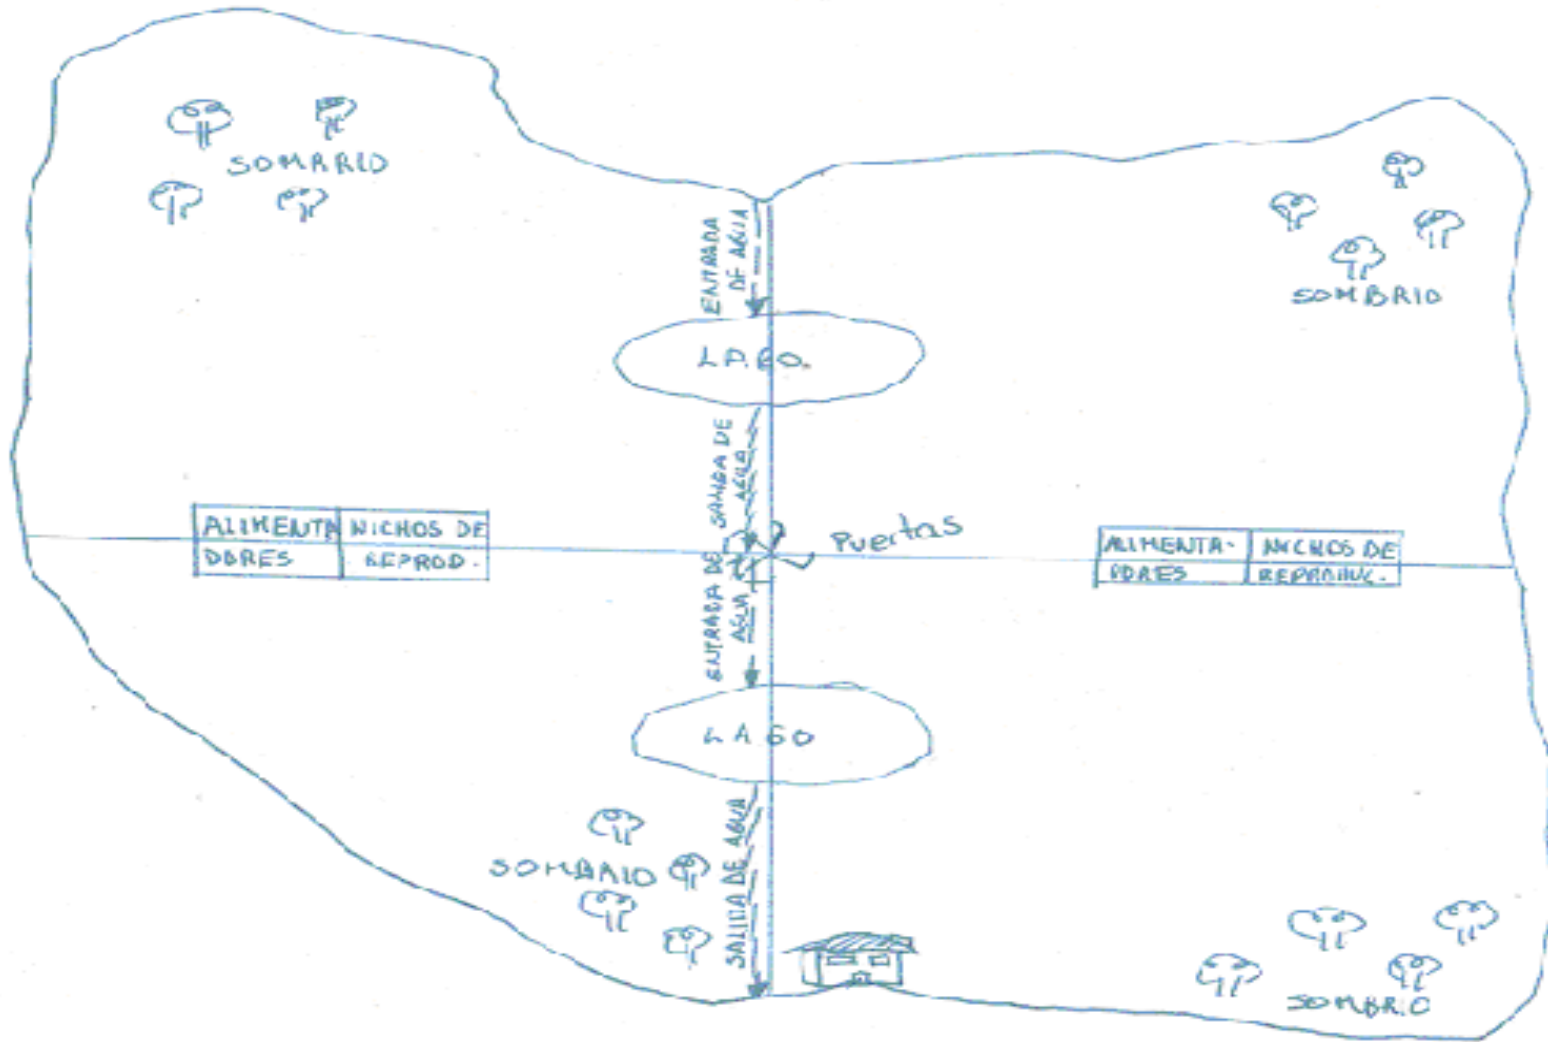 SOMBRIO
SOMBRIO
ENTRADA
DE AGUA
LAGO.
SALIDA DE
AGUA
Puertas
ALIMENTA
DORES
NICHOS DE
REPROD.
ALIMENTA-
DORES
NICHOS DE
REPRODUC.
ENTRADA DE
AGUA
LAGO
SALIDA DE AGUA
SOMBRIO
SOMBRIO